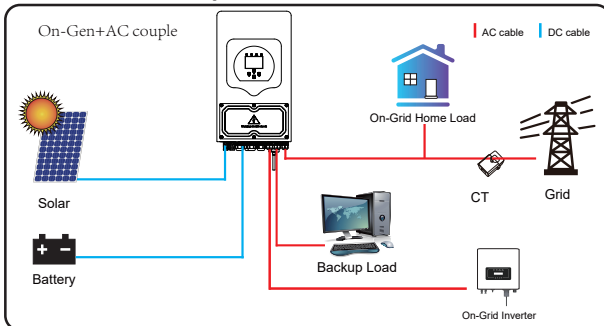 On-Gen+AC couple
AC cable
DC cable
On-Grid Home Load
Solar
CT
Grid
Backup Load
Battery
On-Grid Inverter